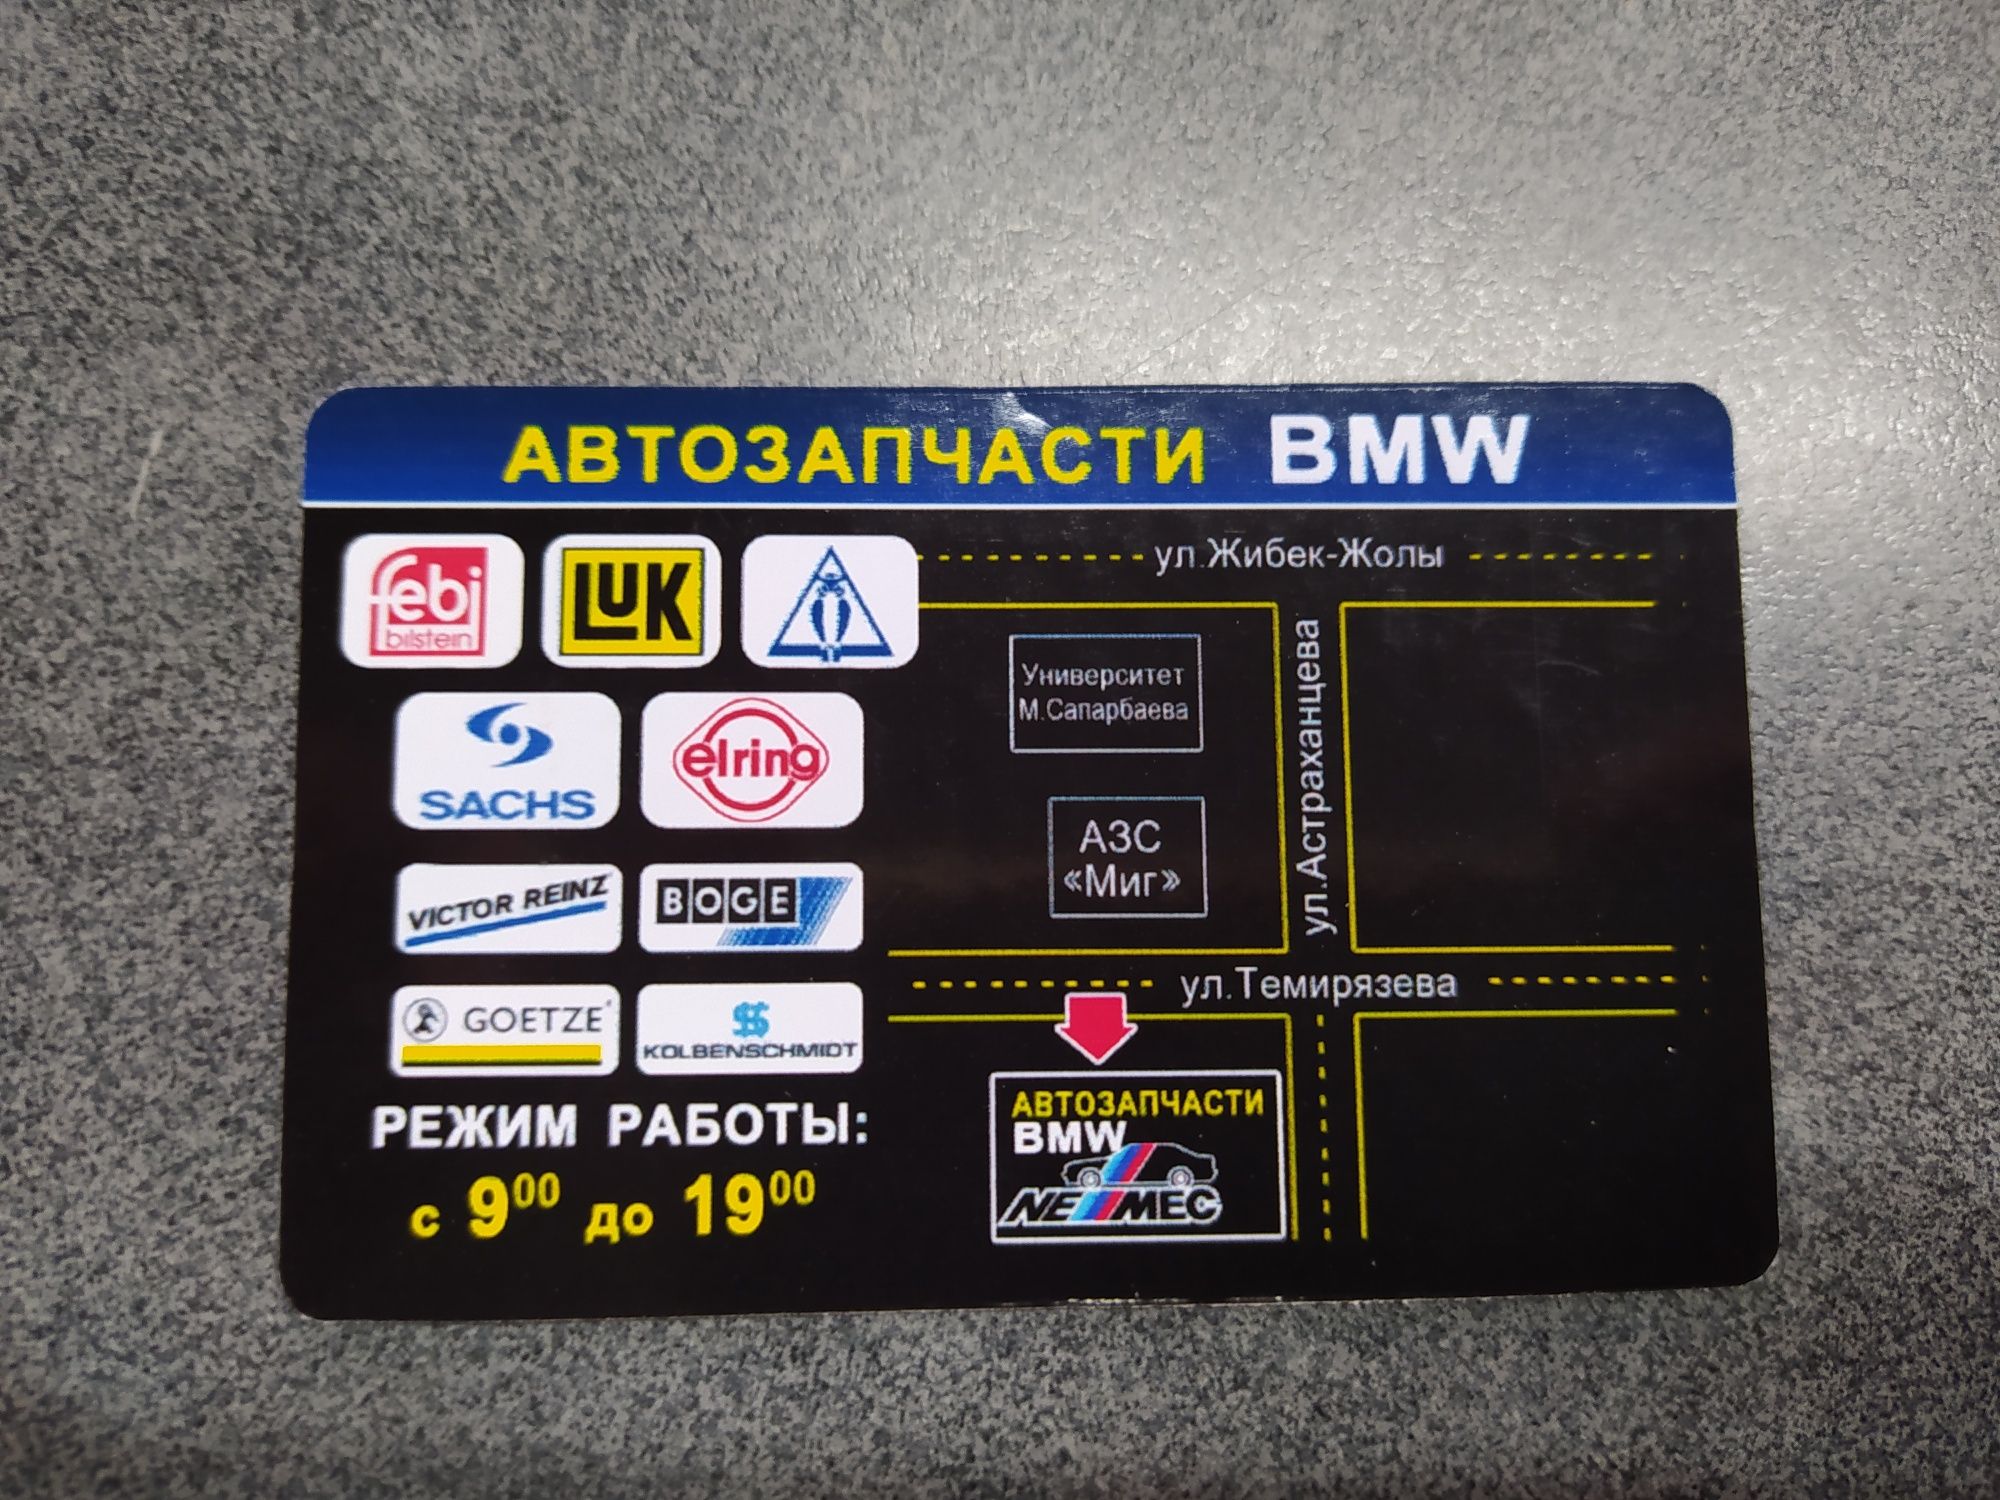 АВТОЗАПЧАСТИ BMW
febi
bilstein
LUK
SACHS
elring
VICTOR REINZ
BOGE
GOETZE
KOLBENSCHMIDT
РЕЖИМ РАБОТЫ:
с 9⁰⁰ до 19⁰⁰
ул.Жибек-Жолы
Университет
М.Сапарбаева
ул.Астраханцева
АЗС
«Миг»
ул.Темирязева
АВТОЗАПЧАСТИ
BMW
NEMEC